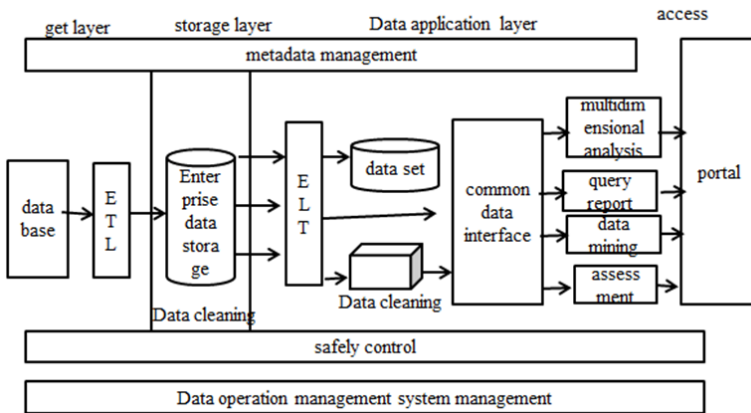 get layer
storage layer
Data application layer
access
metadata management
data
base
E
T
L
Enter
prise
data
stora
ge
Data cleaning
E
L
T
data set
Data cleaning
common
data
interface
multidim
ensional
analysis
query
report
data
mining
assess
ment
portal
safely control
Data operation management system management